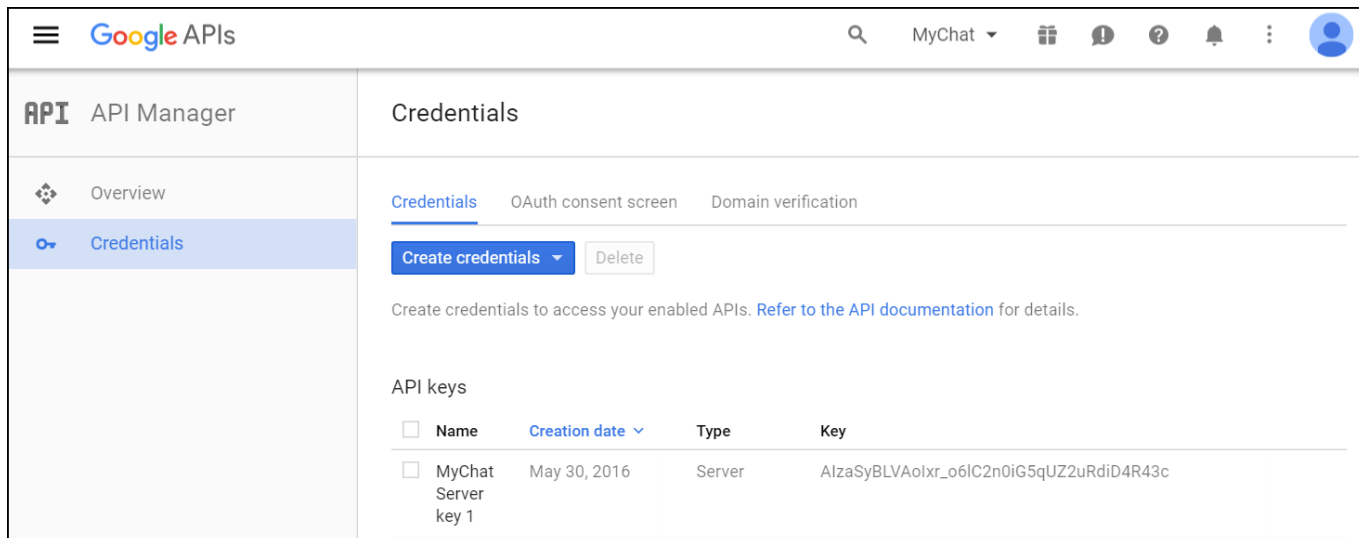 Google APIs
MyChat
API API Manager
Credentials
Overview
Credentials
Credentials OAuth consent screen Domain verification
Create credentials Delete
Create credentials to access your enabled APIs. Refer to the API documentation for details.
API keys
Name Creation date Type Key
MyChat May 30, 2016 Server AIzaSyBLVAoIxr_o6lC2n0iG5qUZ2uRdiD4R43c
Server
key 1